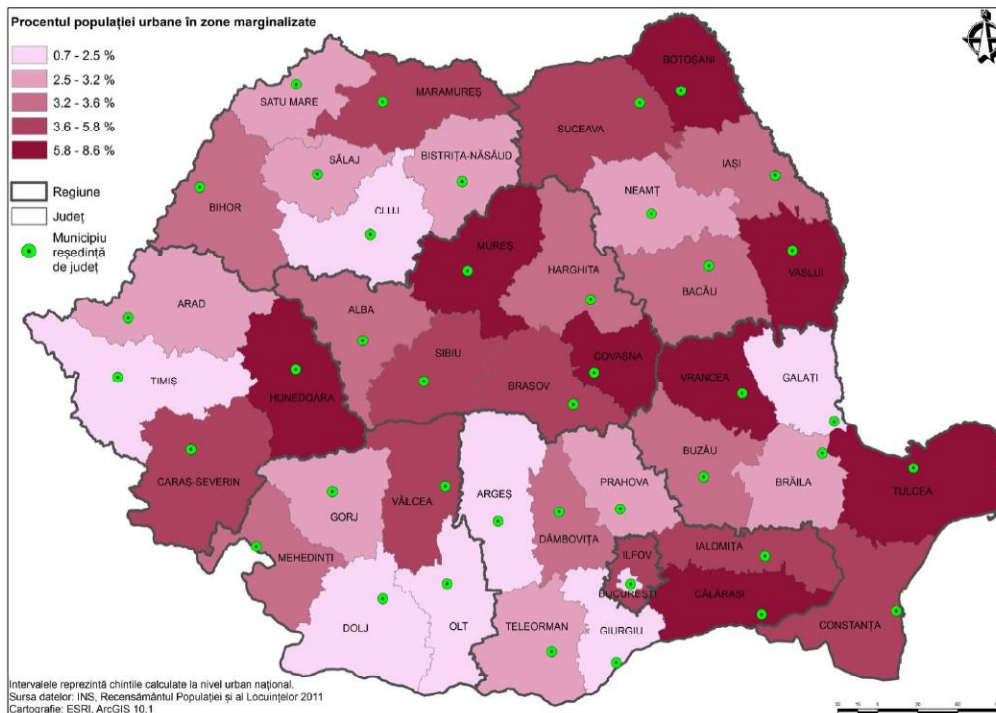 Procentul populației urbane în zone marginalizate
0.7 - 2.5 %
2.5 - 3.2 %
3.2 - 3.6 %
3.6 - 5.8 %
5.8 - 8.6 %
Regiune
Județ
Municipiu
reședință
de județ
BOTOȘANI
SATU MARE
MARAMUREȘ
SUCEAVA
SĂLAJ
BISTRIȚA-NĂSĂUD
IAȘI
NEAMȚ
BIHOR
CLUJ
MUREȘ
HARGHITA
VASLUI
BACĂU
ARAD
ALBA
SIBIU
COVASNA
TIMIȘ
BRAȘOV
VRANCEA
GALAȚI
HUNEDOARA
BUZĂU
CARAȘ-SEVERIN
VÂLCEA
ARGEȘ
PRAHOVA
BRĂILA
TULCEA
GORJ
DÂMBOVIȚA
IALOMIȚA
ILFOV
MEHEDINȚI
BUCUREȘTI
CĂLĂRAȘI
DOLJ
OLT
TELEORMAN
GIURGIU
CONSTANȚA
Intervalele reprezintă chintile calculate la nivel urban național.
Sursa datelor: INS, Recensământul Populației și al Locuințelor 2011
Cartografie: ESRI, ArcGIS 10.1